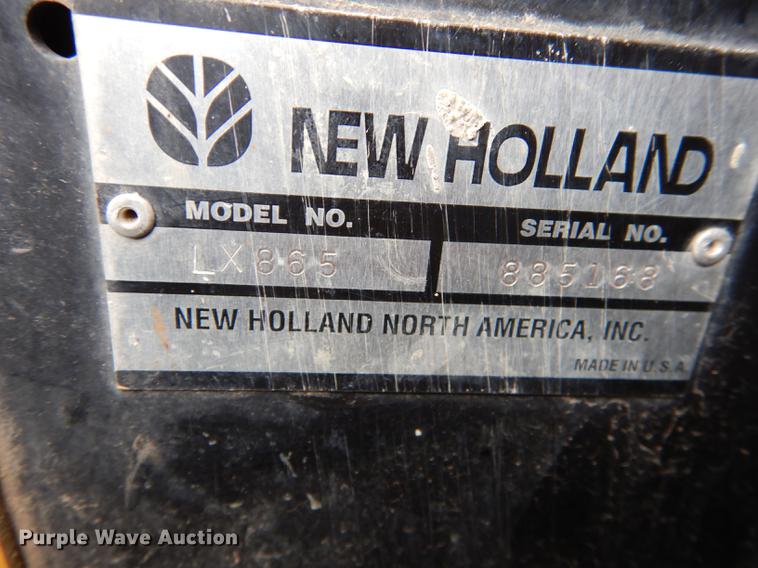 NEW HOLLAND
MODEL NO. SERIAL NO.
LX865 885168
NEW HOLLAND NORTH AMERICA, INC.
MADE IN U.S.A.
Purple Wave Auction